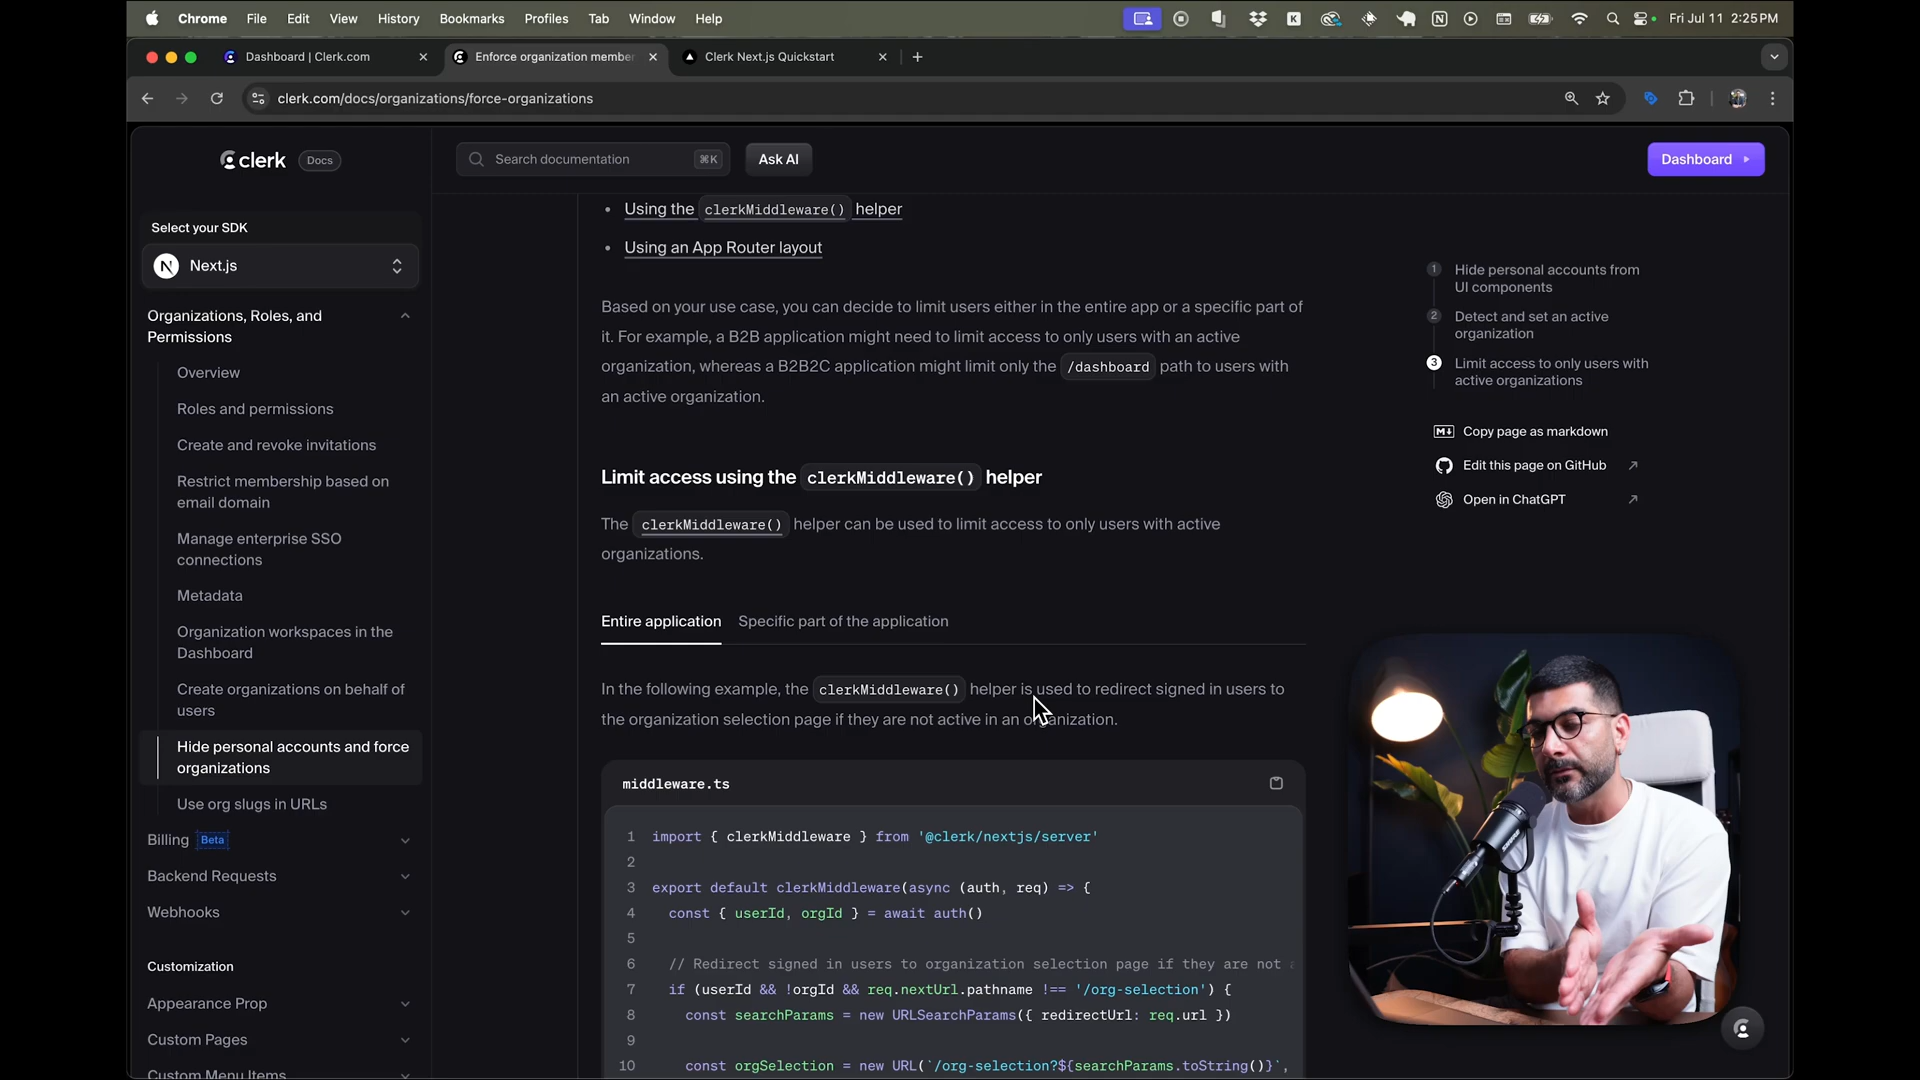 Chrome File Edit View History Bookmarks Profiles Tab Window Help Fri Jul 11 2:25 PM
Dashboard | Clerk.com Enforce organization member Clerk Next.js Quickstart
clerk.com/docs/organizations/force-organizations
clerk Docs Search documentation ⌘K Ask AI Dashboard
Select your SDK
Next.js
Organizations, Roles, and
Permissions
Overview
Roles and permissions
Create and revoke invitations
Restrict membership based on
email domain
Manage enterprise SSO
connections
Metadata
Organization workspaces in the
Dashboard
Create organizations on behalf of
users
Hide personal accounts and force
organizations
Use org slugs in URLs
Billing Beta
Backend Requests
Webhooks
Customization
Appearance Prop
Custom Pages
Custom Menu Items
• Using the clerkMiddleware() helper
• Using an App Router layout
Based on your use case, you can decide to limit users either in the entire app or a specific part of
it. For example, a B2B application might need to limit access to only users with an active
organization, whereas a B2B2C application might limit only the /dashboard path to users with
an active organization.
Limit access using the clerkMiddleware() helper
The clerkMiddleware() helper can be used to limit access to only users with active
organizations.
Entire application Specific part of the application
In the following example, the clerkMiddleware() helper is used to redirect signed in users to
the organization selection page if they are not active in an organization.
middleware.ts
1 import { clerkMiddleware } from '@clerk/nextjs/server'
2
3 export default clerkMiddleware(async (auth, req) => {
4 const { userId, orgId } = await auth()
5
6 // Redirect signed in users to organization selection page if they are not a
7 if (userId && !orgId && req.nextUrl.pathname !== '/org-selection') {
8 const searchParams = new URLSearchParams({ redirectUrl: req.url })
9
10 const orgSelection = new URL(`/org-selection?${searchParams.toString()}`,
1 Hide personal accounts from
UI components
2 Detect and set an active
organization
3 Limit access to only users with
active organizations
Copy page as markdown
Edit this page on GitHub
Open in ChatGPT